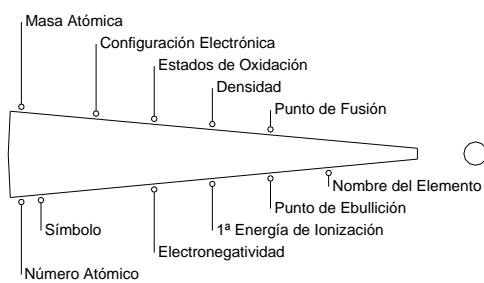 Masa Atómica
Configuración Electrónica
Estados de Oxidación
Densidad
Punto de Fusión
Nombre del Elemento
Punto de Ebullición
Símbolo
1ª Energía de Ionización
Electronegatividad
Número Atómico